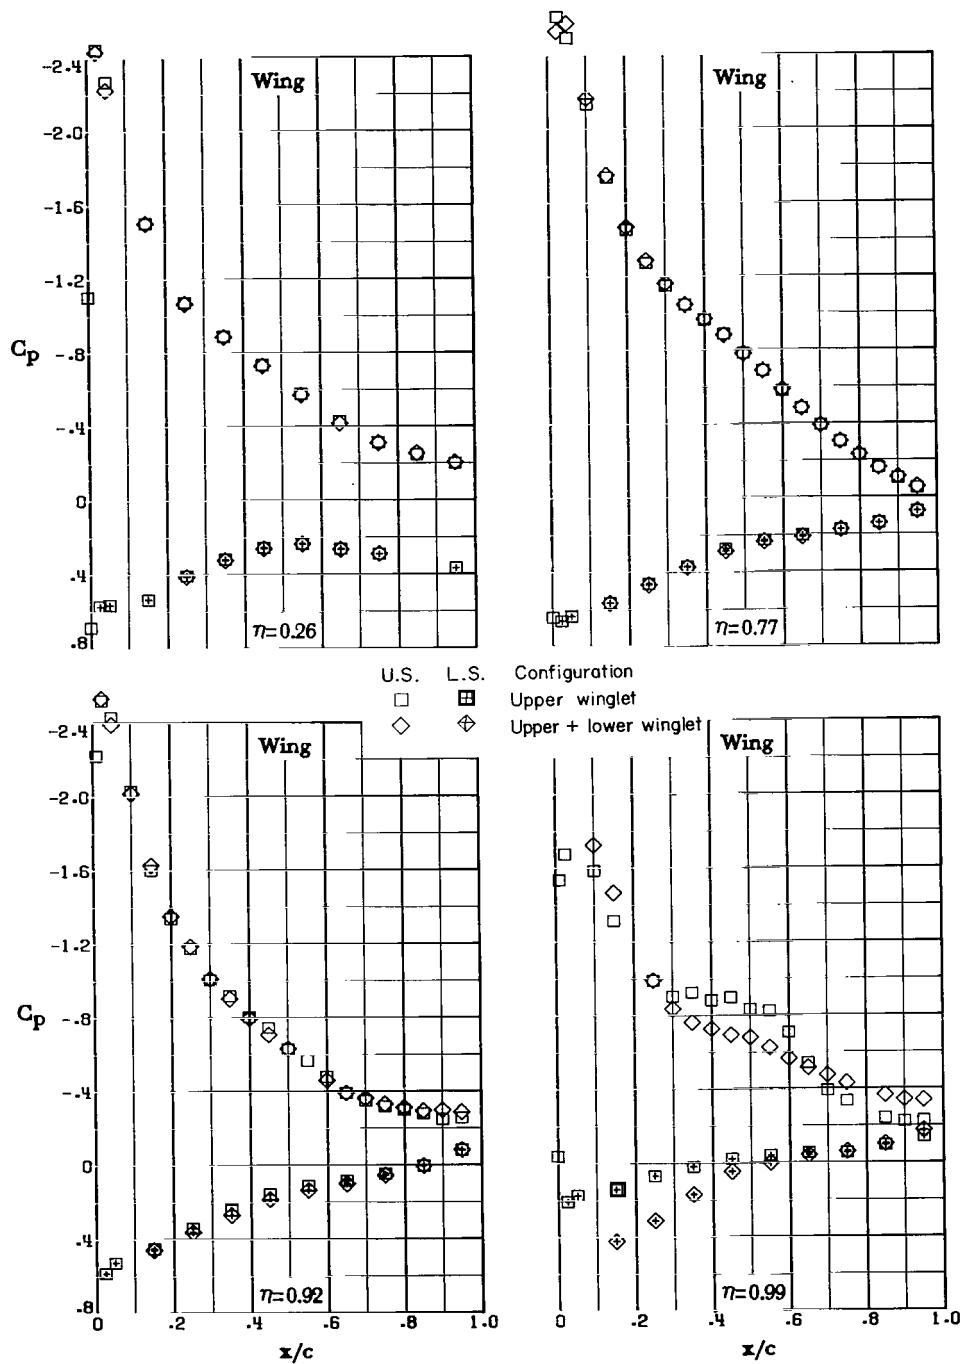 -2.4
-2.0
-1.6
-1.2
-.8
-.4
0
.4
.8
Cp
Wing
η=0.26
Wing
η=0.77
U.S. L.S. Configuration
Upper winglet
Upper + lower winglet
-2.4
-2.0
-1.6
-1.2
-.8
-.4
0
.4
.8
Cp
Wing
η=0.92
0 .2 .4 .6 .8 1.0
x/c
Wing
η=0.99
0 .2 .4 .6 .8 1.0
x/c